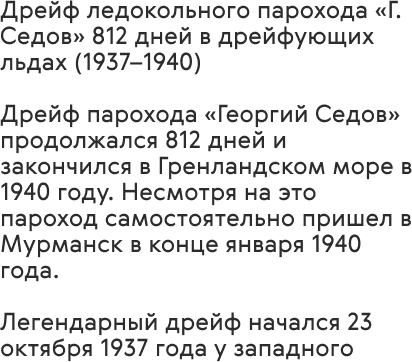 Дрейф ледокольного парохода «Г.
Седов» 812 дней в дрейфующих
льдах (1937–1940)
Дрейф парохода «Георгий Седов»
продолжался 812 дней и
закончился в Гренландском море в
1940 году. Несмотря на это
пароход самостоятельно пришел в
Мурманск в конце января 1940
года.
Легендарный дрейф начался 23
октября 1937 года у западного